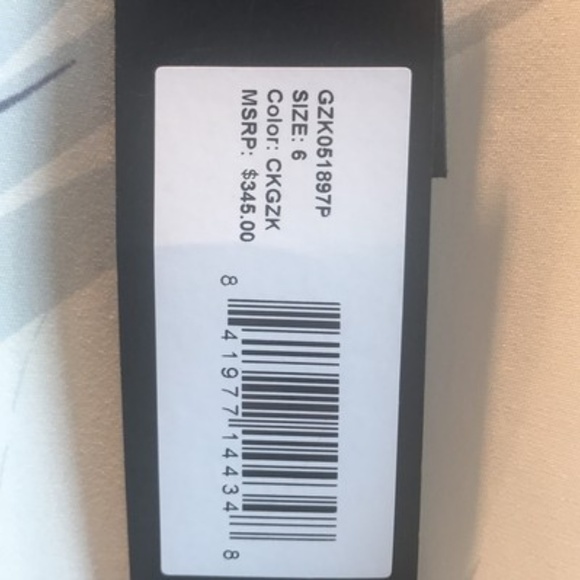 GZK051897P
SIZE: 6
Color: CKGZK
MSRP: $345.00
8 41977 14434 8